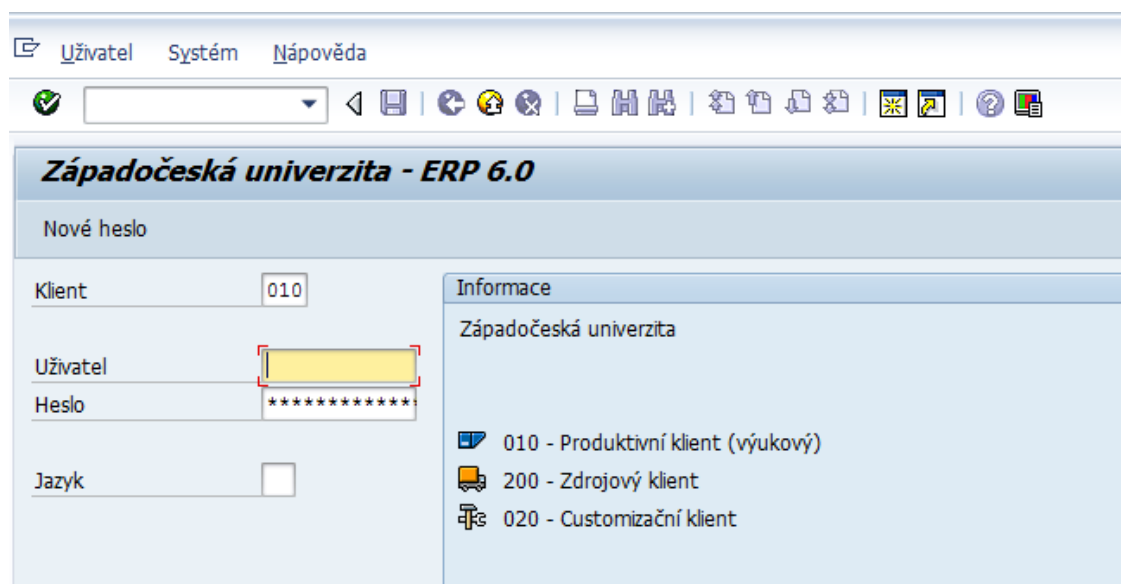 Uživatel Systém Nápověda
Západočeská univerzita - ERP 6.0
Nové heslo
Klient 010
Informace
Západočeská univerzita
Uživatel
Heslo *************
010 - Produktivní klient (výukový)
Jazyk
200 - Zdrojový klient
020 - Customizační klient